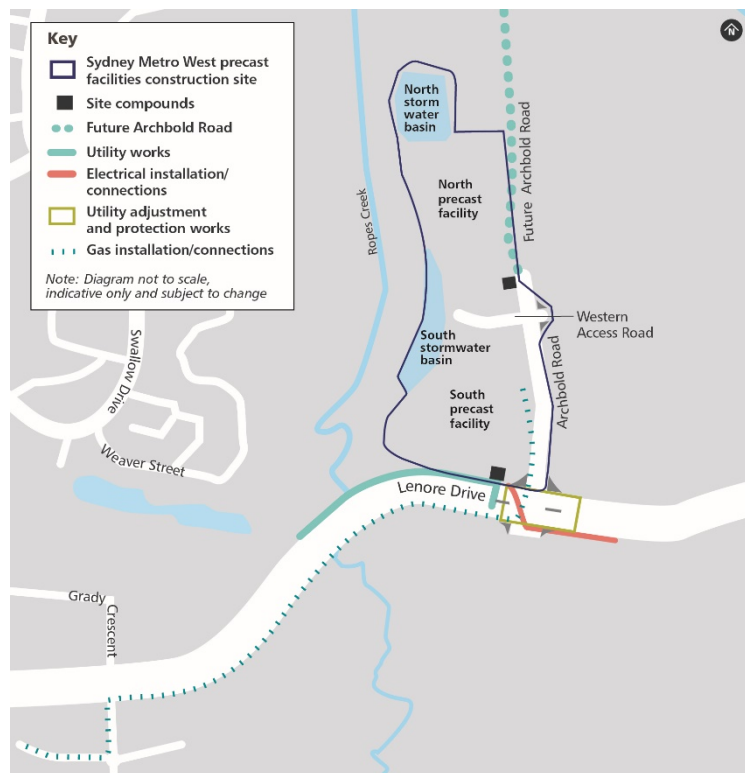 N
Key
Sydney Metro West precast
facilities construction site
Site compounds
Future Archbold Road
Utility works
Electrical installation/
connections
Utility adjustment
and protection works
Gas installation/connections
Note: Diagram not to scale,
indicative only and subject to change
North
storm
water
basin
North
precast
facility
Future Archbold Road
Ropes Creek
Western
Access Road
South
stormwater
basin
Archbold Road
South
precast
facility
Swallow Drive
Weaver Street
Lenore Drive
Grady
Crescent